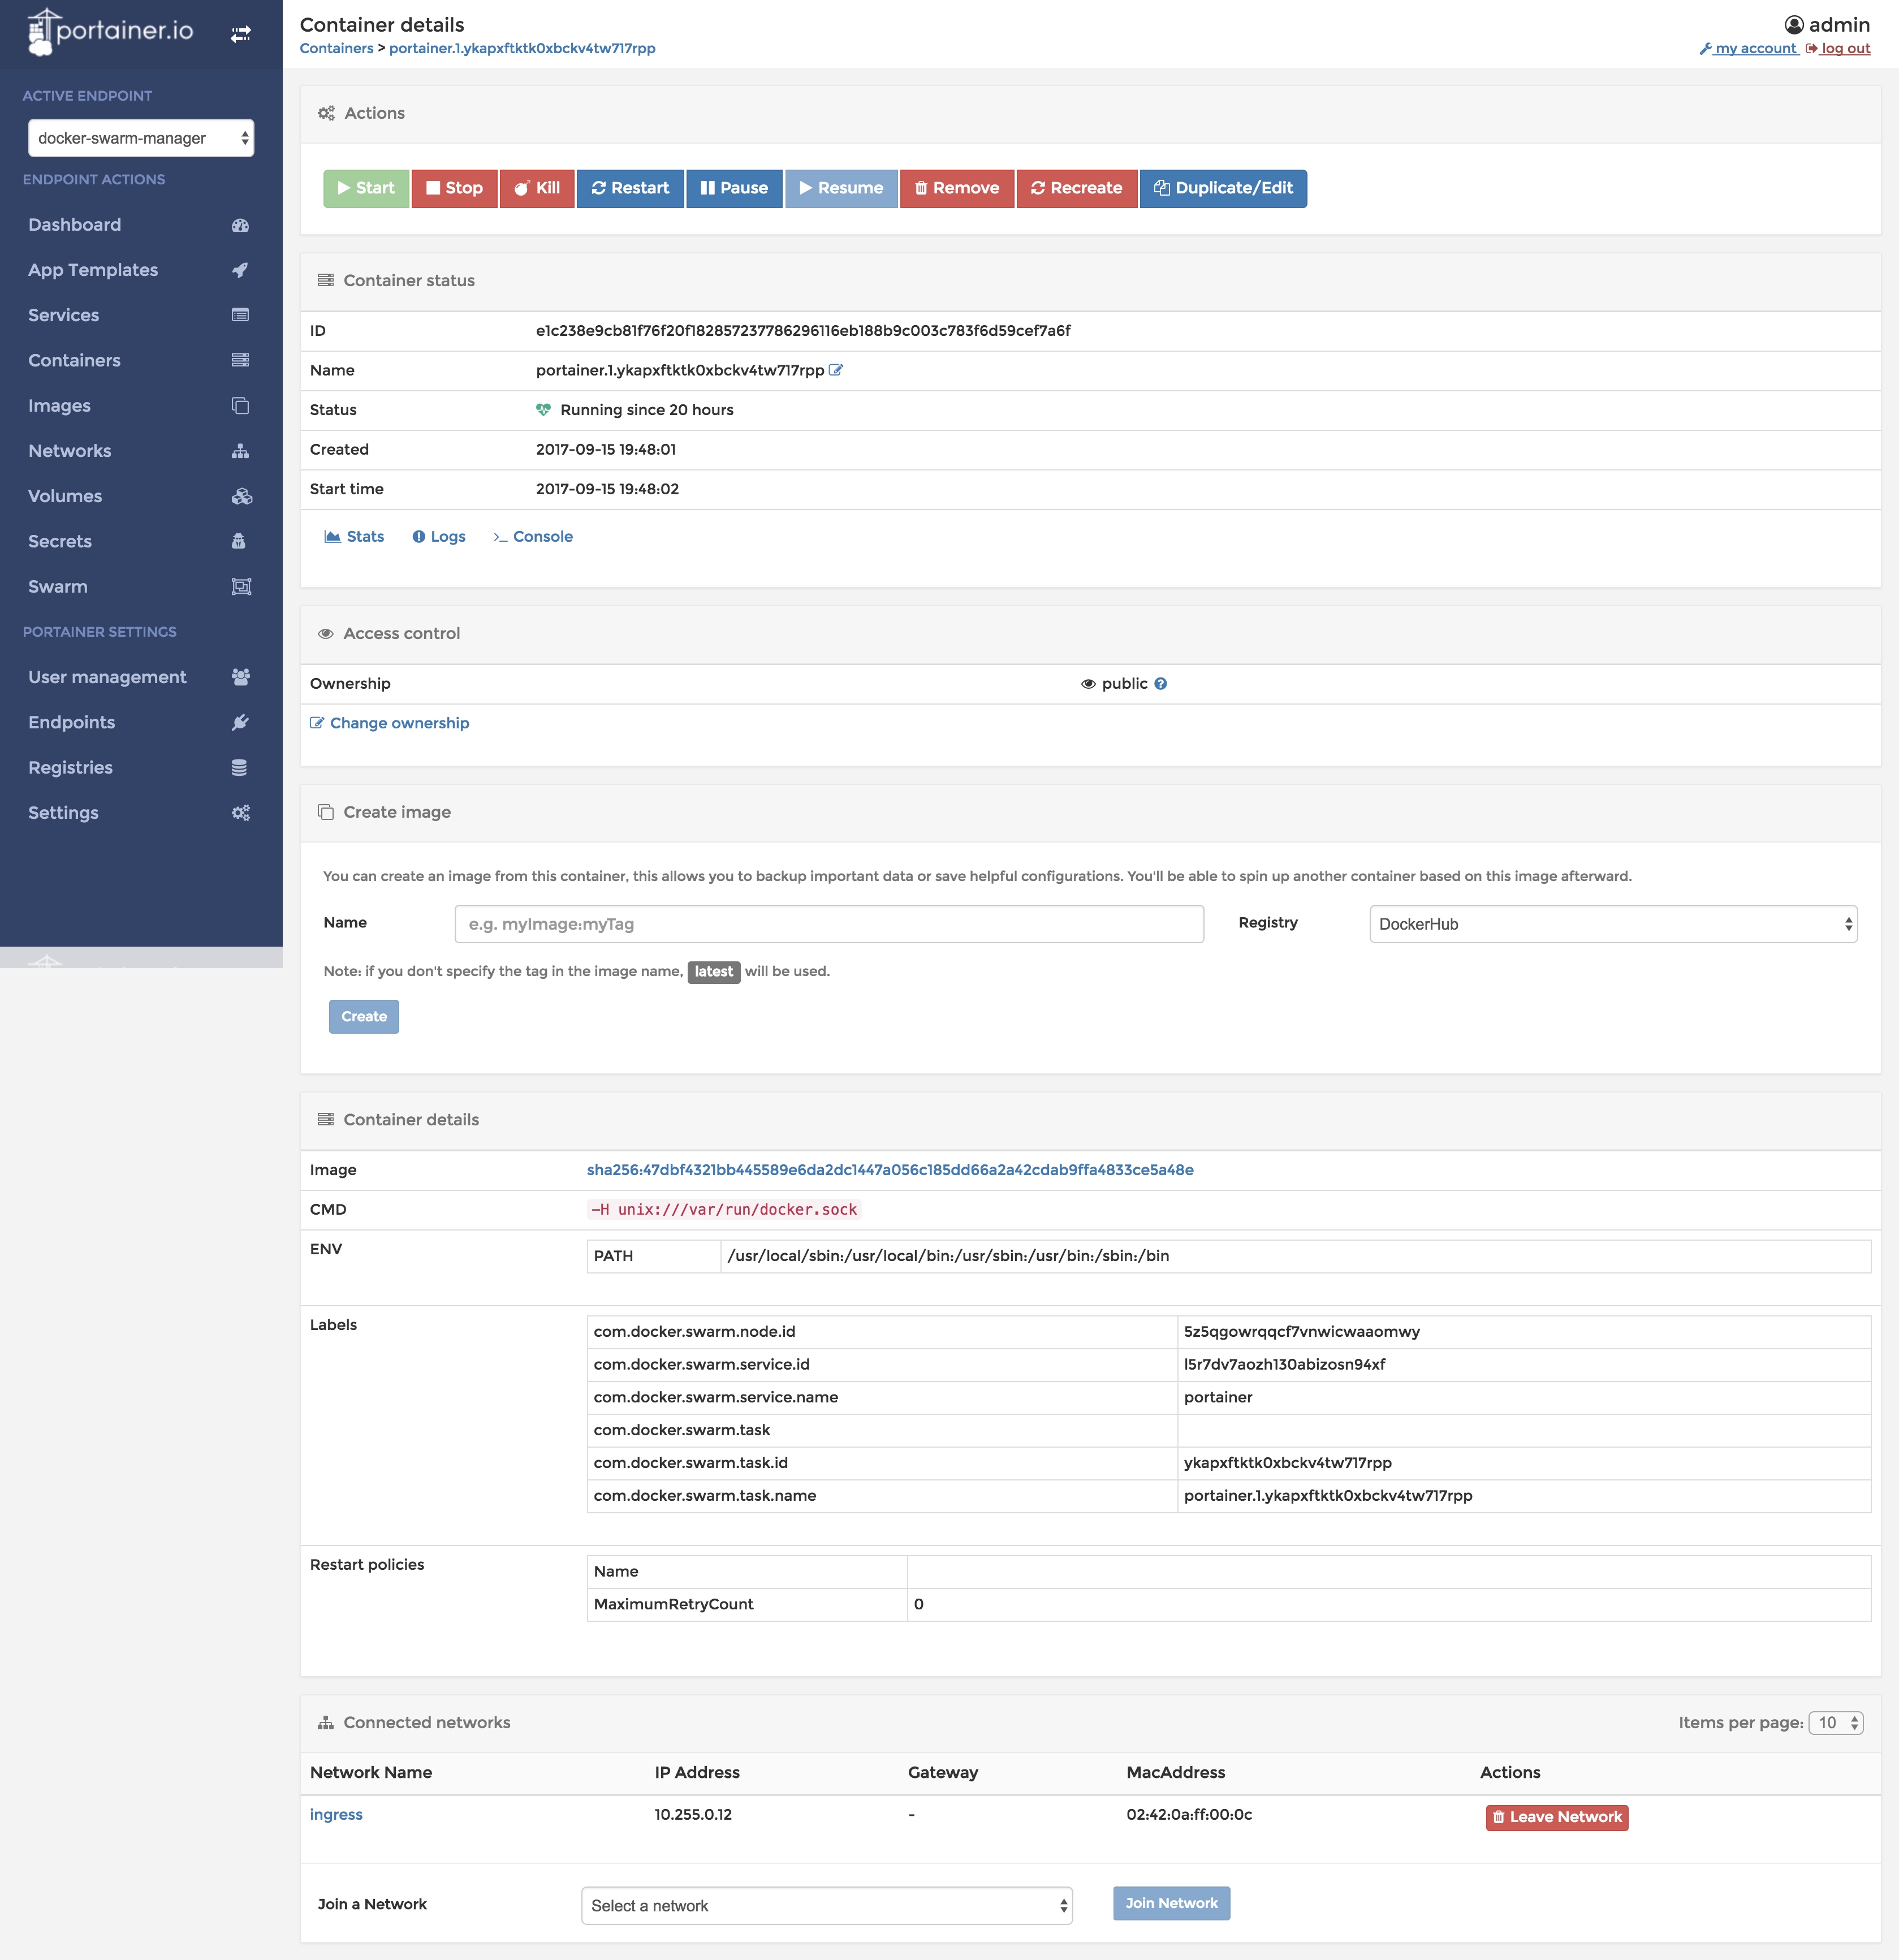 portainer.io
ACTIVE ENDPOINT
docker-swarm-manager
ENDPOINT ACTIONS
Dashboard
App Templates
Services
Containers
Images
Networks
Volumes
Secrets
Swarm
PORTAINER SETTINGS
User management
Endpoints
Registries
Settings
Container details
Containers > portainer.1.ykapxftktk0xbckv4tw717rpp
admin
my account log out
Actions
Start Stop Kill Restart Pause Resume Remove Recreate Duplicate/Edit
Container status
ID e1c238e9cb81f76f20f182857237786296116eb188b9c003c783f6d59cef7a6f
Name portainer.1.ykapxftktk0xbckv4tw717rpp
Status Running since 20 hours
Created 2017-09-15 19:48:01
Start time 2017-09-15 19:48:02
Stats Logs >_ Console
Access control
Ownership public
Change ownership
Create image
You can create an image from this container, this allows you to backup important data or save helpful configurations. You'll be able to spin up another container based on this image afterward.
Name e.g. myImage:myTag Registry DockerHub
Note: if you don't specify the tag in the image name, latest will be used.
Create
Container details
Image sha256:47dbf4321bb445589e6da2dc1447a056c185dd66a2a42cdab9ffa4833ce5a48e
CMD -H unix:///var/run/docker.sock
ENV PATH /usr/local/sbin:/usr/local/bin:/usr/sbin:/usr/bin:/sbin:/bin
Labels com.docker.swarm.node.id 5z5qgowrqqcf7vnwicwaaomwy
com.docker.swarm.service.id l5r7dv7aozh130abizosn94xf
com.docker.swarm.service.name portainer
com.docker.swarm.task
com.docker.swarm.task.id ykapxftktk0xbckv4tw717rpp
com.docker.swarm.task.name portainer.1.ykapxftktk0xbckv4tw717rpp
Restart policies Name
MaximumRetryCount 0
Connected networks Items per page: 10
Network Name IP Address Gateway MacAddress Actions
ingress 10.255.0.12 - 02:42:0a:ff:00:0c Leave Network
Join a Network Select a network Join Network